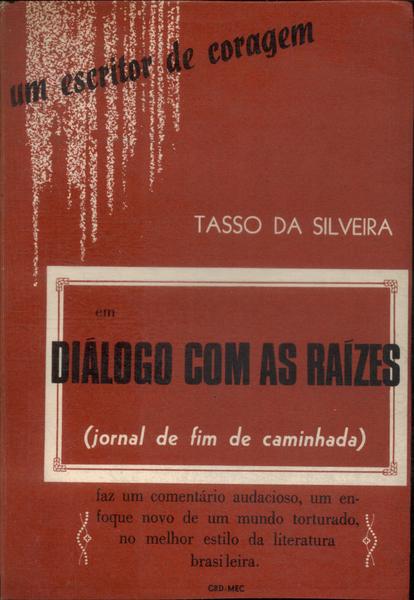 um escritor de coragem
TASSO DA SILVEIRA
em
DIÁLOGO COM AS RAÍZES
(jornal de fim de caminhada)
faz um comentário audacioso, um en-
foque novo de um mundo torturado,
no melhor estilo da literatura
brasileira.
GRD-MEC